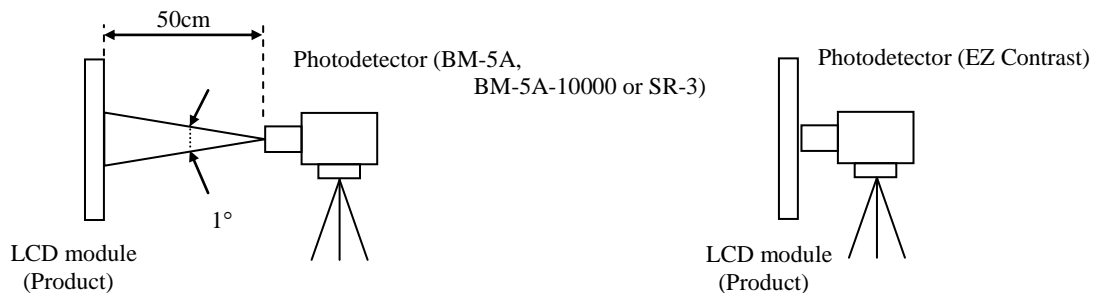 50cm
Photodetector (BM-5A,
BM-5A-10000 or SR-3)
1°
LCD module
(Product)
Photodetector (EZ Contrast)
LCD module
(Product)